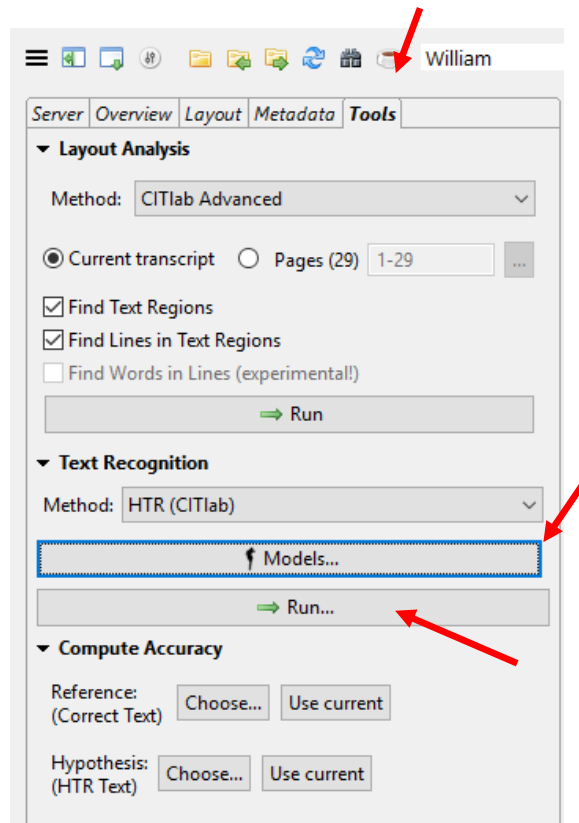 William
Server Overview Layout Metadata Tools
Layout Analysis
Method: CITlab Advanced
Current transcript Pages (29) 1-29 ...
Find Text Regions
Find Lines in Text Regions
Find Words in Lines (experimental!)
Run
Text Recognition
Method: HTR (CITlab)
Models...
Run...
Compute Accuracy
Reference:
(Correct Text) Choose... Use current
Hypothesis:
(HTR Text) Choose... Use current